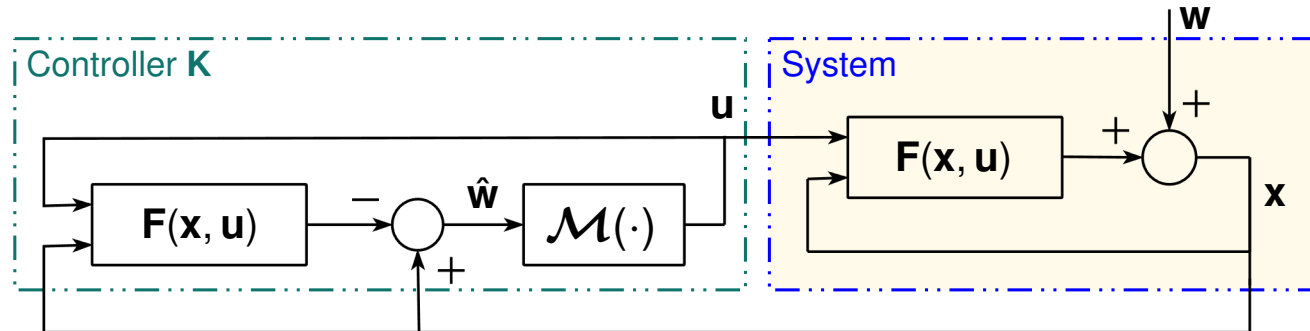 Controller K
System
w
+
u
+
F(x, u)
x
F(x, u)
−
ŵ
M(·)
+